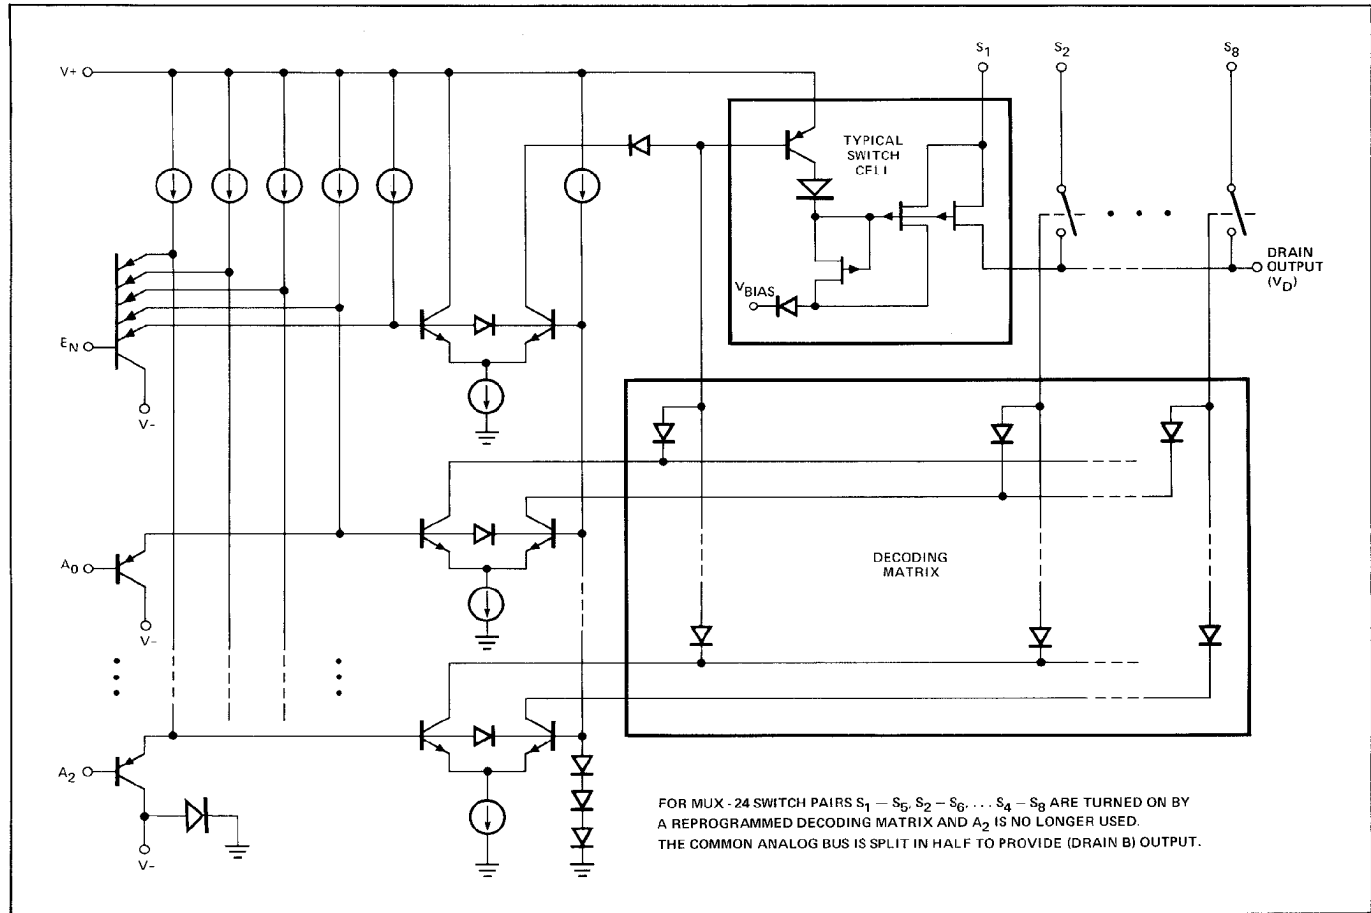 S1
S2
S8
V+
TYPICAL
SWITCH
CELL
VBIAS
DRAIN
OUTPUT
(VD)
EN
V-
A0
V-
DECODING
MATRIX
A2
V-
FOR MUX-24 SWITCH PAIRS S1 – S5, S2 – S6, . . . S4 – S8 ARE TURNED ON BY
A REPROGRAMMED DECODING MATRIX AND A2 IS NO LONGER USED.
THE COMMON ANALOG BUS IS SPLIT IN HALF TO PROVIDE (DRAIN B) OUTPUT.